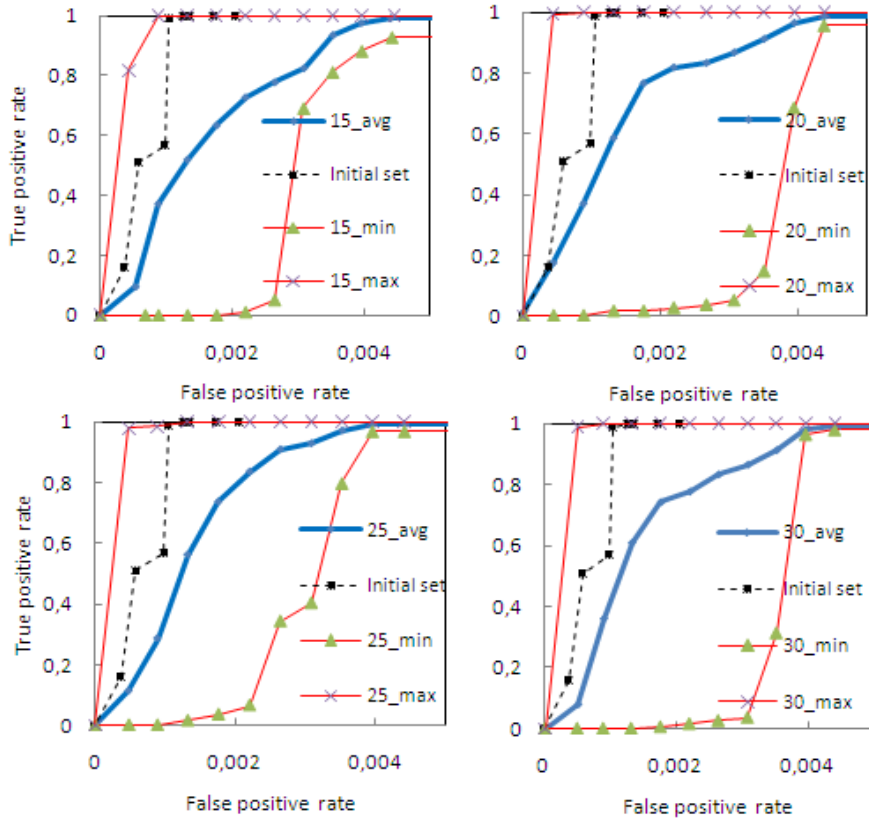 1
0,8
0,6
0,4
0,2
0
0
0,002
0,004
True positive rate
False positive rate
15_avg
Initial set
15_min
15_max
1
0,8
0,6
0,4
0,2
0
0
0,002
0,004
False positive rate
20_avg
Initial set
20_min
20_max
1
0,8
0,6
0,4
0,2
0
0
0,002
0,004
True positive rate
False positive rate
25_avg
Initial set
25_min
25_max
1
0,8
0,6
0,4
0,2
0
0
0,002
0,004
False positive rate
30_avg
Initial set
30_min
30_max